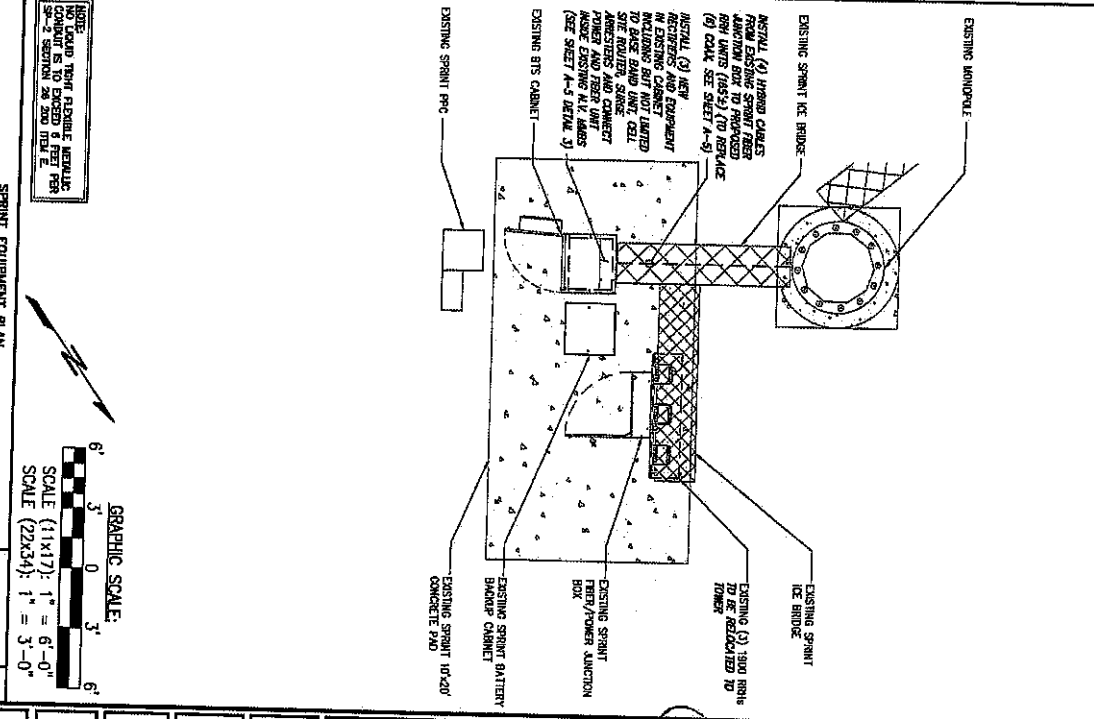 EXISTING MONOPOLE
EXISTING SPRINT ICE BRIDGE
INSTALL (4) HYBRID CABLES
FROM EXISTING SPRINT FIBER
JUNCTION BOX TO PROPOSED
RRH UNITS (185'±) (TO REPLACE
(6) COAX, SEE SHEET A-5)
INSTALL (3) NEW
RECTIFIERS AND EQUIPMENT
IN EXISTING CABINET
INCLUDING BUT NOT LIMITED
TO BASE BAND UNIT, CELL
SITE ROUTER, SURGE
ARRESTERS AND CONNECT
POWER AND FIBER UNIT
INSIDE EXISTING N.V. MMBS
(SEE SHEET A-5 DETAIL 3)
EXISTING BTS CABINET
EXISTING SPRINT PPC
EXISTING SPRINT
ICE BRIDGE
EXISTING (3) 1900 RRHs
TO BE RELOCATED TO
TOWER
EXISTING SPRINT
FIBER/POWER JUNCTION
BOX
EXISTING SPRINT BATTERY
BACKUP CABINET
EXISTING SPRINT 10'x20'
CONCRETE PAD
NOTE:
NO LIQUID TIGHT FLEXIBLE METALLIC
CONDUIT IS TO EXCEED 6 FEET PER
SP-2 SECTION 26 200 ITEM E.
N
GRAPHIC SCALE:
6' 3' 0 3' 6'
SCALE (11x17): 1" = 6'-0"
SCALE (22x34): 1" = 3'-0"
SPRINT EQUIPMENT PLAN